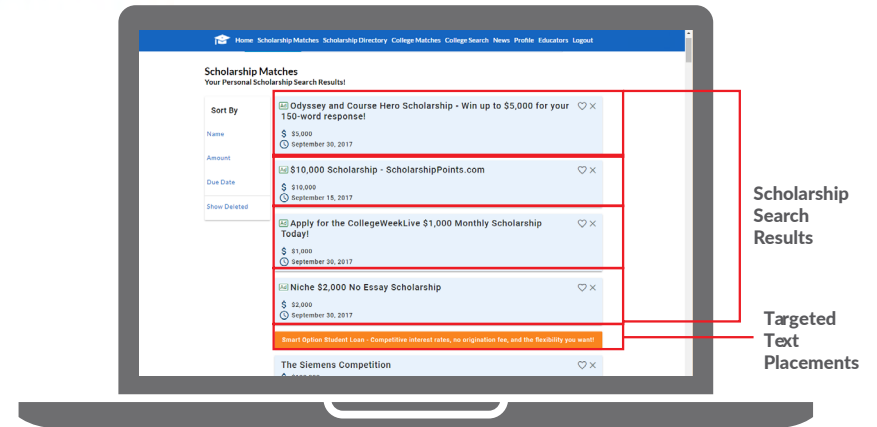 Home Scholarship Matches Scholarship Directory College Matches College Search News Profile Educators Logout
Scholarship Matches
Your Personal Scholarship Search Results!
Sort By
Name
Amount
Due Date
Show Deleted
Ad Odyssey and Course Hero Scholarship - Win up to $5,000 for your
150-word response!
$ $5,000
September 30, 2017
Ad $10,000 Scholarship - ScholarshipPoints.com
$ $10,000
September 15, 2017
Ad Apply for the CollegeWeekLive $1,000 Monthly Scholarship
Today!
$ $1,000
September 30, 2017
Ad Niche $2,000 No Essay Scholarship
$ $2,000
September 30, 2017
Smart Option Student Loan - Competitive interest rates, no origination fee, and the flexibility you want!
The Siemens Competition
Scholarship
Search
Results
Targeted
Text
Placements